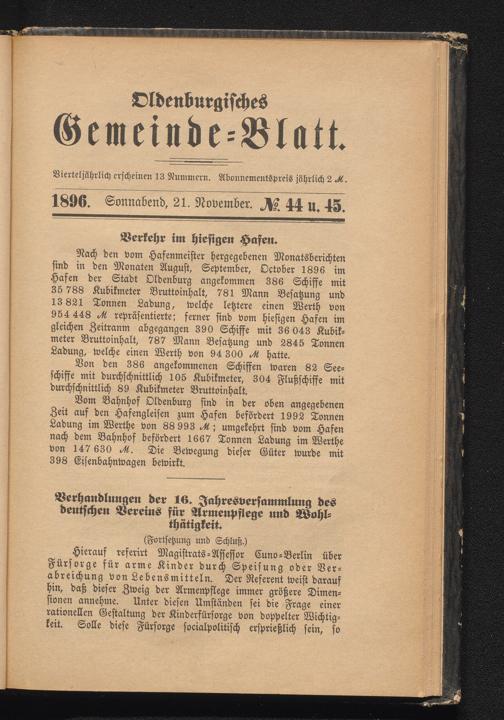 Oldenburgisches
Gemeinde-Blatt.
Vierteljährlich erscheinen 13 Nummern. Abonnementspreis jährlich 2 ℳ.
1896. Sonnabend, 21. November. № 44 u. 45.
Verkehr im hiesigen Hafen.
Nach den vom Hafenmeister hergegebenen Monatsberichten
sind in den Monaten August, September, October 1896 im
Hafen der Stadt Oldenburg angekommen 386 Schiffe mit
35 788 Kubikmeter Bruttoinhalt, 781 Mann Besatzung und
13 821 Tonnen Ladung, welche letztere einen Werth von
954 448 ℳ repräsentirte; ferner sind vom hiesigen Hafen im
gleichen Zeitraum abgegangen 390 Schiffe mit 36 043 Kubik-
meter Bruttoinhalt, 787 Mann Besatzung und 2845 Tonnen
Ladung, welche einen Werth von 94 300 ℳ hatte.
Von den 386 angekommenen Schiffen waren 82 See-
schiffe mit durchschnittlich 105 Kubikmeter, 304 Flußschiffe mit
durchschnittlich 89 Kubikmeter Bruttoinhalt.
Vom Bahnhof Oldenburg sind in der oben angegebenen
Zeit auf den Hafengleisen zum Hafen befördert 1992 Tonnen
Ladung im Werthe von 88 993 ℳ; umgekehrt sind vom Hafen
nach dem Bahnhof befördert 1667 Tonnen Ladung im Werthe
von 147 630 ℳ. Die Bewegung dieser Güter wurde mit
398 Eisenbahnwagen bewirkt.
Verhandlungen der 16. Jahresversammlung des
deutschen Vereins für Armenpflege und Wohl-
thätigkeit.
(Fortsetzung und Schluß.)
Hierauf referirt Magistrats-Assessor Cuno-Berlin über
Fürsorge für arme Kinder durch Speisung oder Ver-
abreichung von Lebensmitteln. Der Referent weist darauf
hin, daß dieser Zweig der Armenpflege immer größere Dimen-
sionen annehme. Unter diesen Umständen sei die Frage einer
rationellen Gestaltung der Kinderfürsorge von doppelter Wichtig-
keit. Solle diese Fürsorge socialpolitisch ersprießlich sein, so